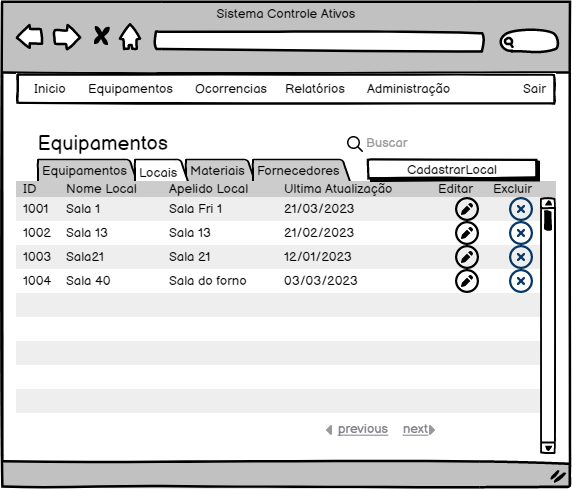 Sistema Controle Ativos
Inicio Equipamentos Ocorrencias Relatórios Administração Sair
Equipamentos
Buscar
Equipamentos Locais Materiais Fornecedores CadastrarLocal
ID Nome Local Apelido Local Ultima Atualização Editar Excluir
1001 Sala 1 Sala Fri 1 21/03/2023
1002 Sala 13 Sala 13 21/02/2023
1003 Sala21 Sala 21 12/01/2023
1004 Sala 40 Sala do forno 03/03/2023
previous next